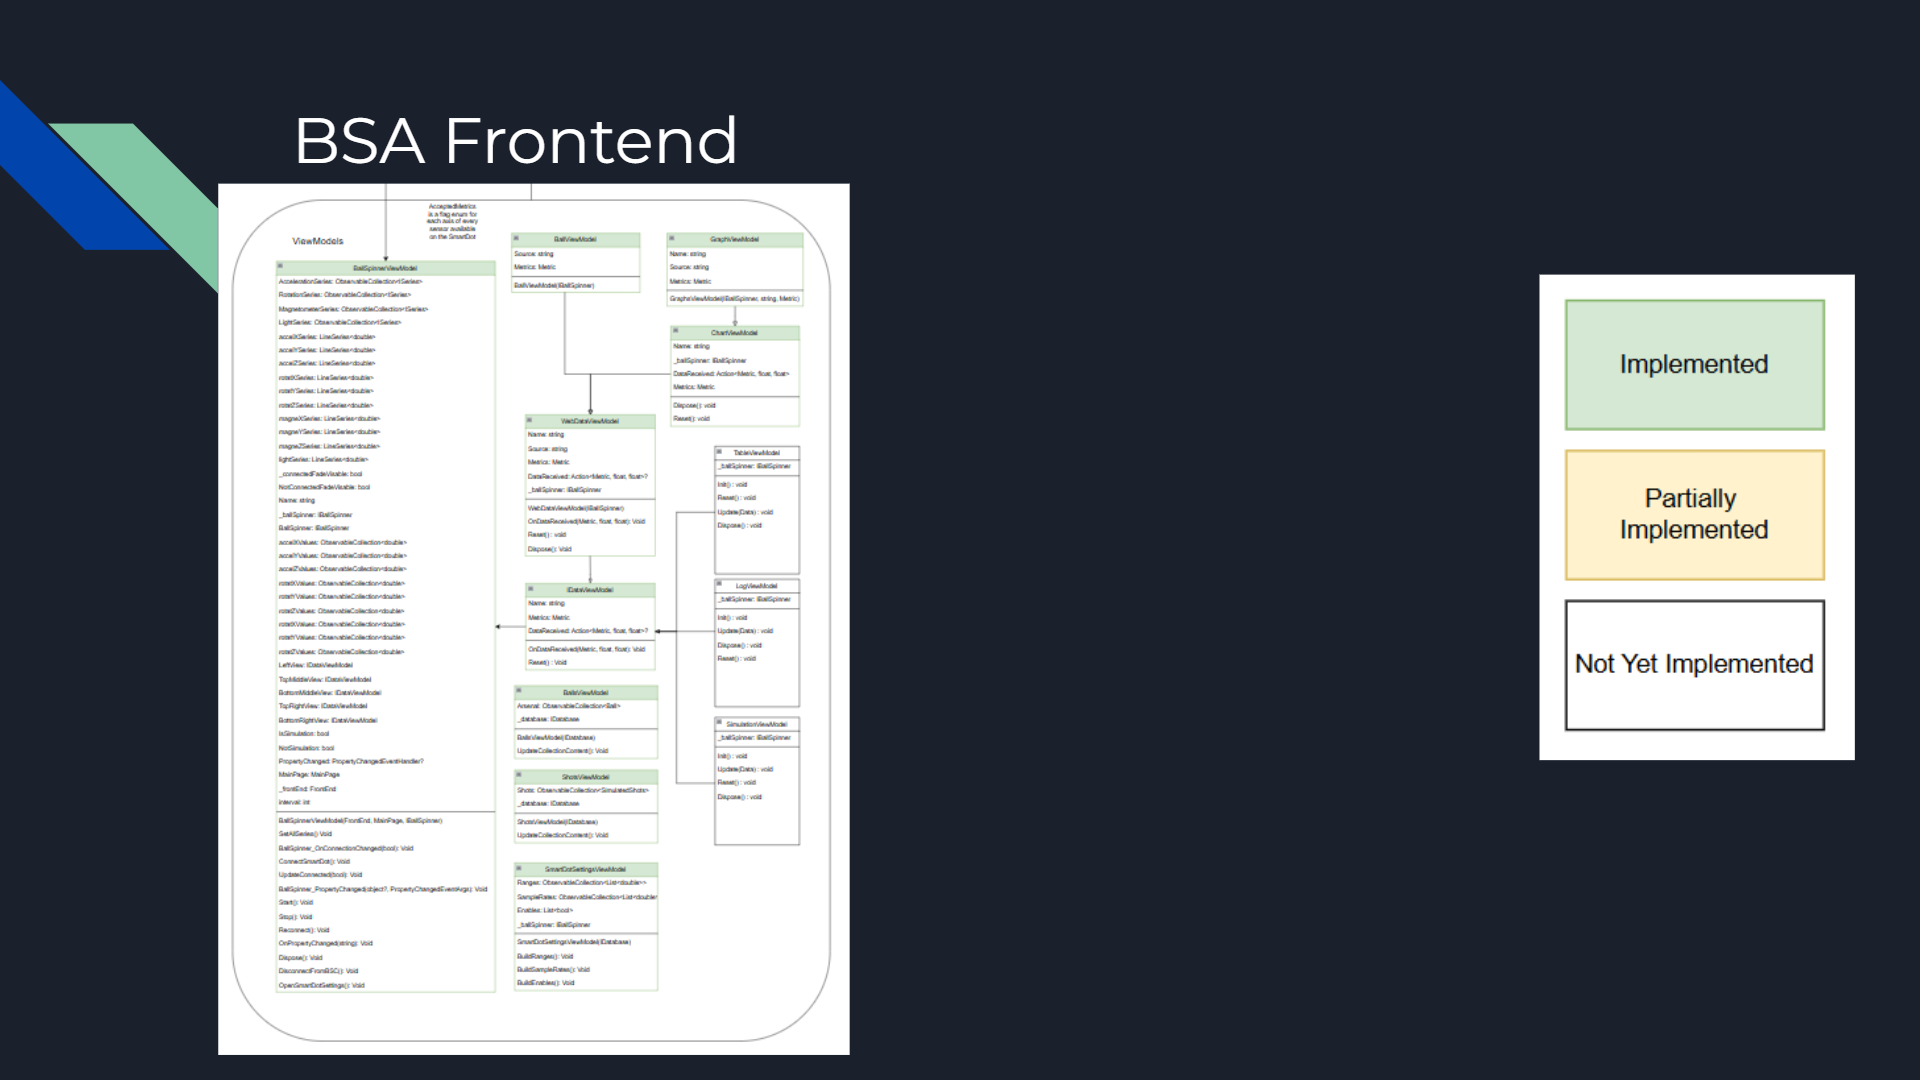 BSA Frontend
AcceptedMetrics
is a flag enum for
each axis of every
sensor available
on the SmartDot
ViewModels
BallSpinnerViewModel
AccelerationSeries: ObservableCollection<ISeries>
RotationSeries: ObservableCollection<ISeries>
MagnetometerSeries: ObservableCollection<ISeries>
LightSeries: ObservableCollection<ISeries>
accelXSeries: LineSeries<double>
accelYSeries: LineSeries<double>
accelZSeries: LineSeries<double>
rotatXSeries: LineSeries<double>
rotatYSeries: LineSeries<double>
rotatZSeries: LineSeries<double>
magneXSeries: LineSeries<double>
magneYSeries: LineSeries<double>
magneZSeries: LineSeries<double>
lightSeries: LineSeries<double>
_connectedFadeVisable: bool
NotConnectedFadeVisable: bool
Name: string
_ballSpinner: IBallSpinner
BallSpinner: IBallSpinner
accelXValues: ObservableCollection<double>
accelYValues: ObservableCollection<double>
accelZValues: ObservableCollection<double>
rotatXValues: ObservableCollection<double>
rotatYValues: ObservableCollection<double>
rotatZValues: ObservableCollection<double>
rotatXValues: ObservableCollection<double>
rotatYValues: ObservableCollection<double>
rotatZValues: ObservableCollection<double>
LeftView: IDataViewModel
TopMiddleView: IDataViewModel
BottomMiddleView: IDataViewModel
TopRightView: IDataViewModel
BottomRightView: IDataViewModel
IsSimulation: bool
NotSimulation: bool
PropertyChanged: PropertyChangedEventHandler?
MainPage: MainPage
_frontEnd: FrontEnd
interval: int
BallSpinnerViewModel(FrontEnd, MainPage, IBallSpinner)
SetAllSeries() Void
BallSpinner_OnConnectionChanged(bool): Void
ConnectSmartDot(): Void
UpdateConnected(bool): Void
BallSpinner_PropertyChanged(object?, PropertyChangedEventArgs): Void
Start(): Void
Stop(): Void
Reconnect(): Void
OnPropertyChanged(string): Void
Dispose(): Void
DisconnectFromBSC(): Void
OpenSmartDotSettings(): Void
BallViewModel
Source: string
Metrics: Metric
BallViewModel(IBallSpinner)
GraphViewModel
Name: string
Source: string
Metrics: Metric
GraphsViewModel(IBallSpinner, string, Metric)
ChartViewModel
Name: string
_ballSpinner: IBallSpinner
DataReceived: Action<Metric, float, float>
Metrics: Metric
Dispose(): void
Reset(): void
WebDataViewModel
Name: string
Source: string
Metrics: Metric
DataReceived: Action<Metric, float, float>?
_ballSpinner: IBallSpinner
WebDataViewModel(IBallSpinner)
OnDataReceived(Metric, float, float): Void
Reset() : void
Dispose(): Void
TableViewModel
_ballSpinner: IBallSpinner
Init() : void
Reset() : void
Update(Data) : void
Dispose() : void
IDataViewModel
Name: string
Metrics: Metric
DataReceived: Action<Metric, float, float>?
OnDataReceived(Metric, float, float): Void
Reset() : Void
LogViewModel
_ballSpinner: IBallSpinner
Init() : void
Update(Data) : void
Dispose() : void
Reset() : void
BallsViewModel
Arsenal: ObservableCollection<Ball>
_database: IDatabase
BallsViewModel(IDatabase)
UpdateCollectionContent(): Void
SimulationViewModel
_ballSpinner: IBallSpinner
Init() : void
Update(Data) : void
Reset() : void
Dispose() : void
ShotsViewModel
Shots: ObservableCollection<SimulatedShots>
_database: IDatabase
ShotsViewModel(IDatabase)
UpdateCollectionContent(): Void
SmartDotSettingsViewModel
Ranges: ObservableCollection<List<double>>
SampleRates: ObservableCollection<List<double>
Enables: List<bool>
_ballSpinner: IBallSpinner
SmartDotSettingsViewModel(IDatabase)
BuildRanges(): Void
BuildSampleRates(): Void
BuildEnables(): Void
Implemented
Partially
Implemented
Not Yet Implemented